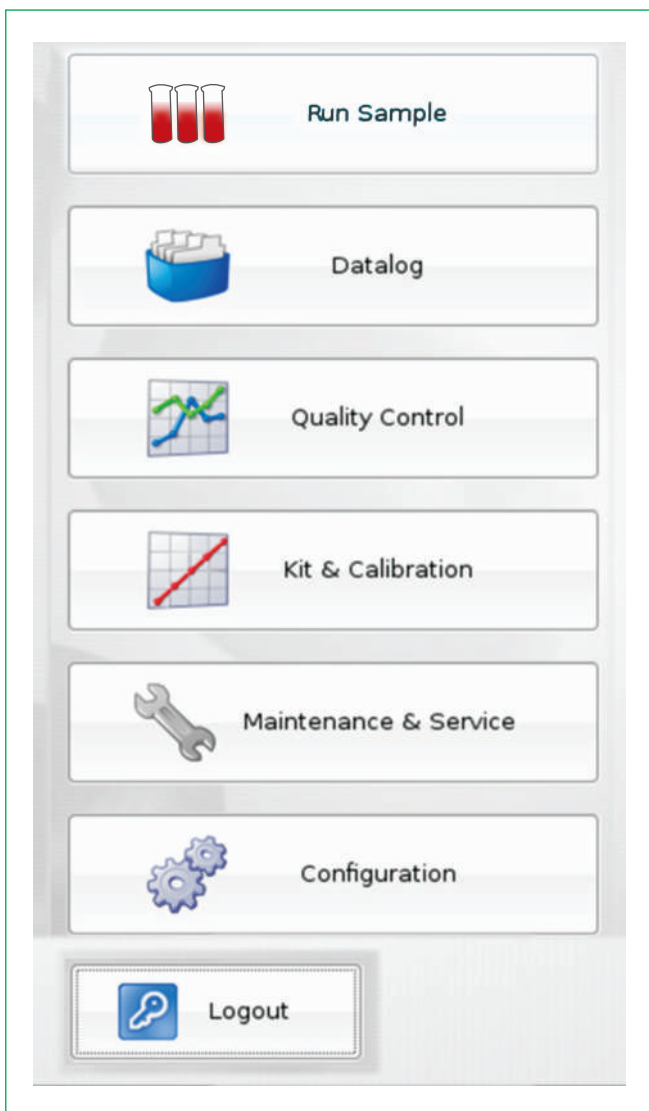 Run Sample
Datalog
Quality Control
Kit & Calibration
Maintenance & Service
Configuration
Logout